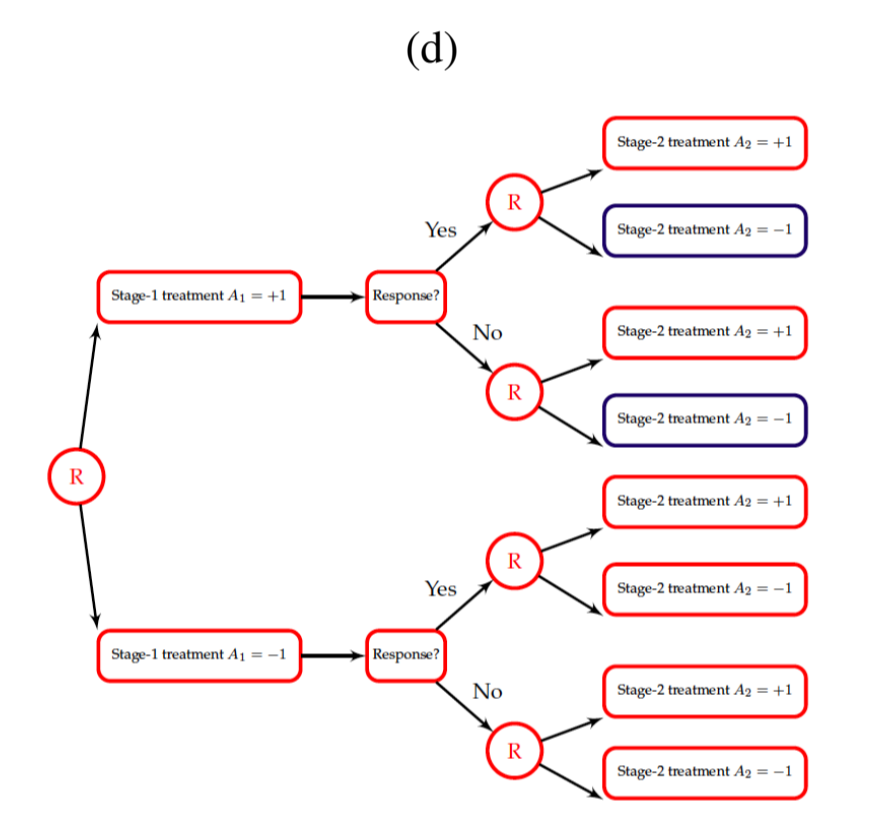 (d)
Stage-2 treatment A₂ = +1
R
Yes
Stage-2 treatment A₂ = −1
Stage-1 treatment A₁ = +1
Response?
No
Stage-2 treatment A₂ = +1
R
Stage-2 treatment A₂ = −1
R
Stage-2 treatment A₂ = +1
R
Yes
Stage-2 treatment A₂ = −1
Stage-1 treatment A₁ = −1
Response?
No
Stage-2 treatment A₂ = +1
R
Stage-2 treatment A₂ = −1